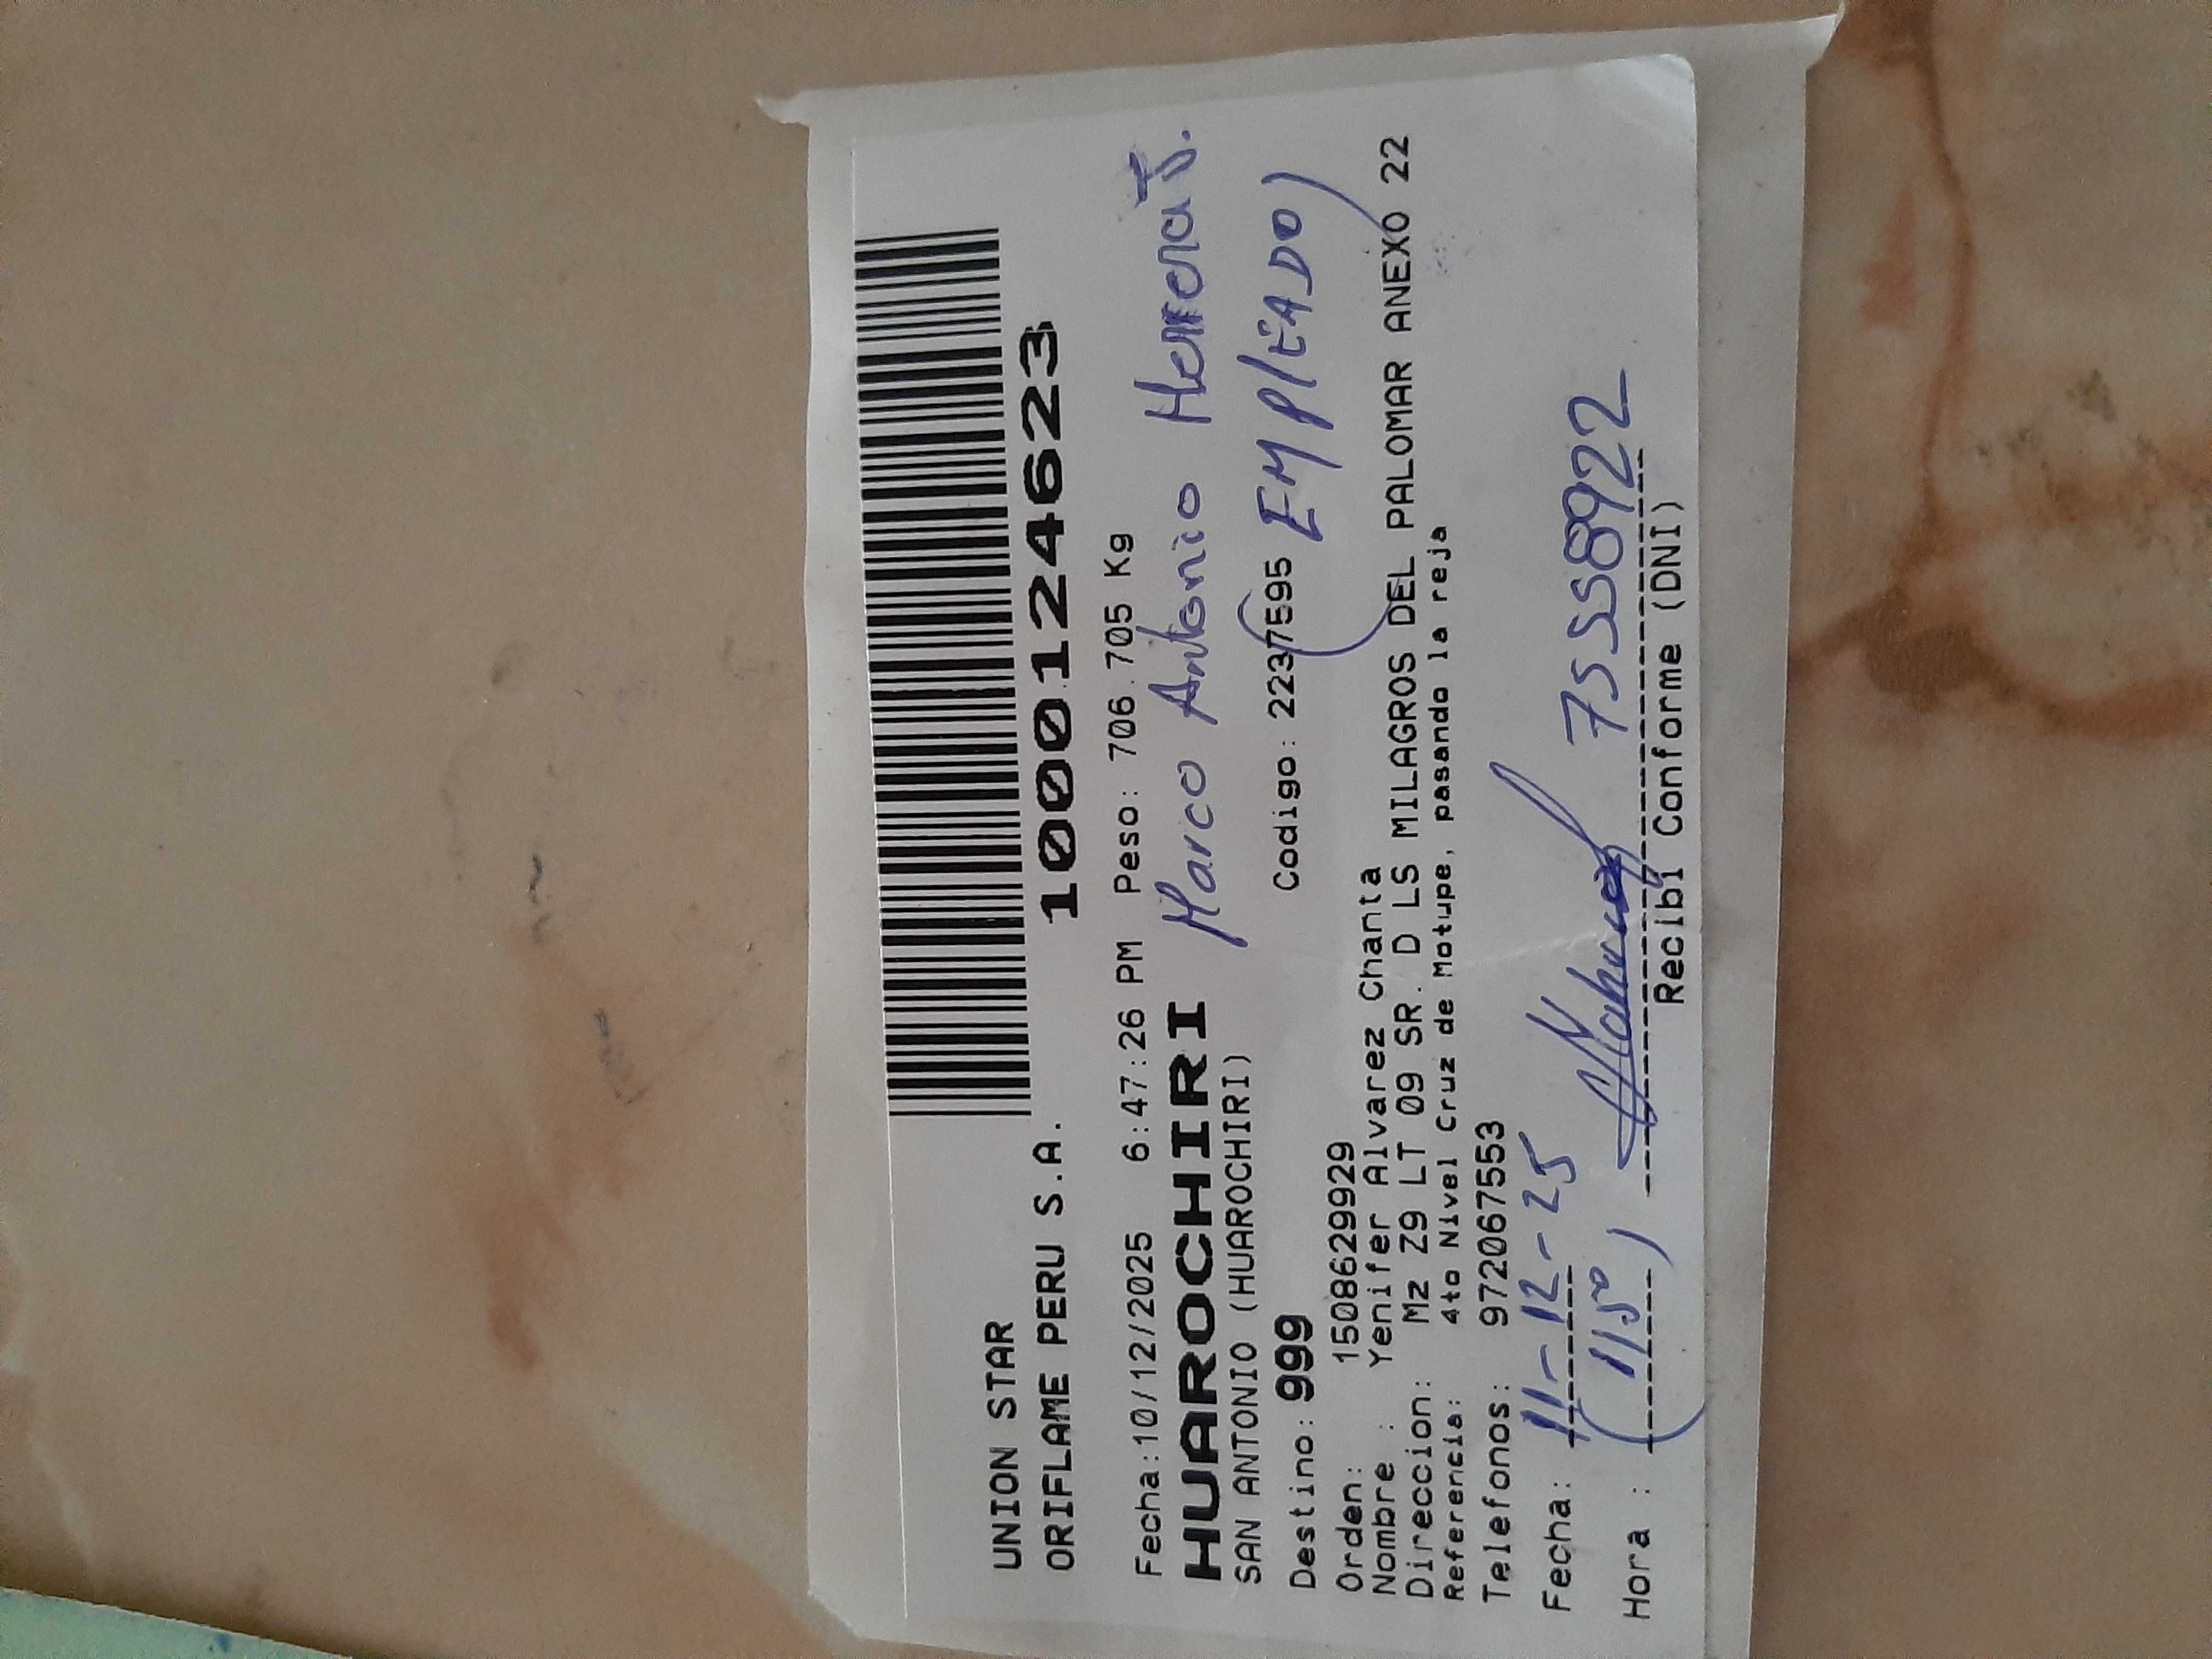 UNION STAR
ORIFLAME PERU S.A.
1000124623
Fecha:10/12/2025 6:47:26 PM Peso: 706.705 Kg
HUAROCHIRI
Marco Antonio Herrera J.
SAN ANTONIO (HUAROCHIRI)
Destino: 999
Codigo: 2237595
(EMPLEADO)
Orden: 1508629929
Nombre : Yenifer Alvarez Chanta
Direccion: Mz Z9 LT 09 SR. D LS MILAGROS DEL PALOMAR ANEXO 22
Referencia: 4to Nivel Cruz de Motupe, pasando la reja
Telefonos: 972067553
Fecha: 11-12-25
Hora : (1150)
75558922
Recibi Conforme (DNI)